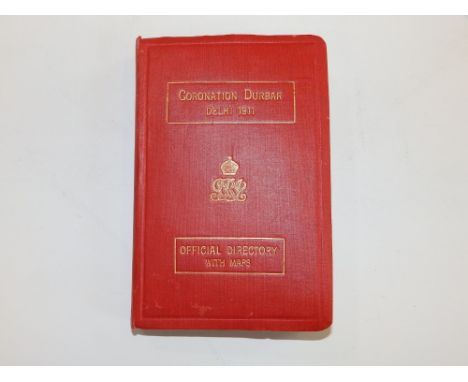 CORONATION DURBAR
DELHI 1911
OFFICIAL DIRECTORY
WITH MAPS